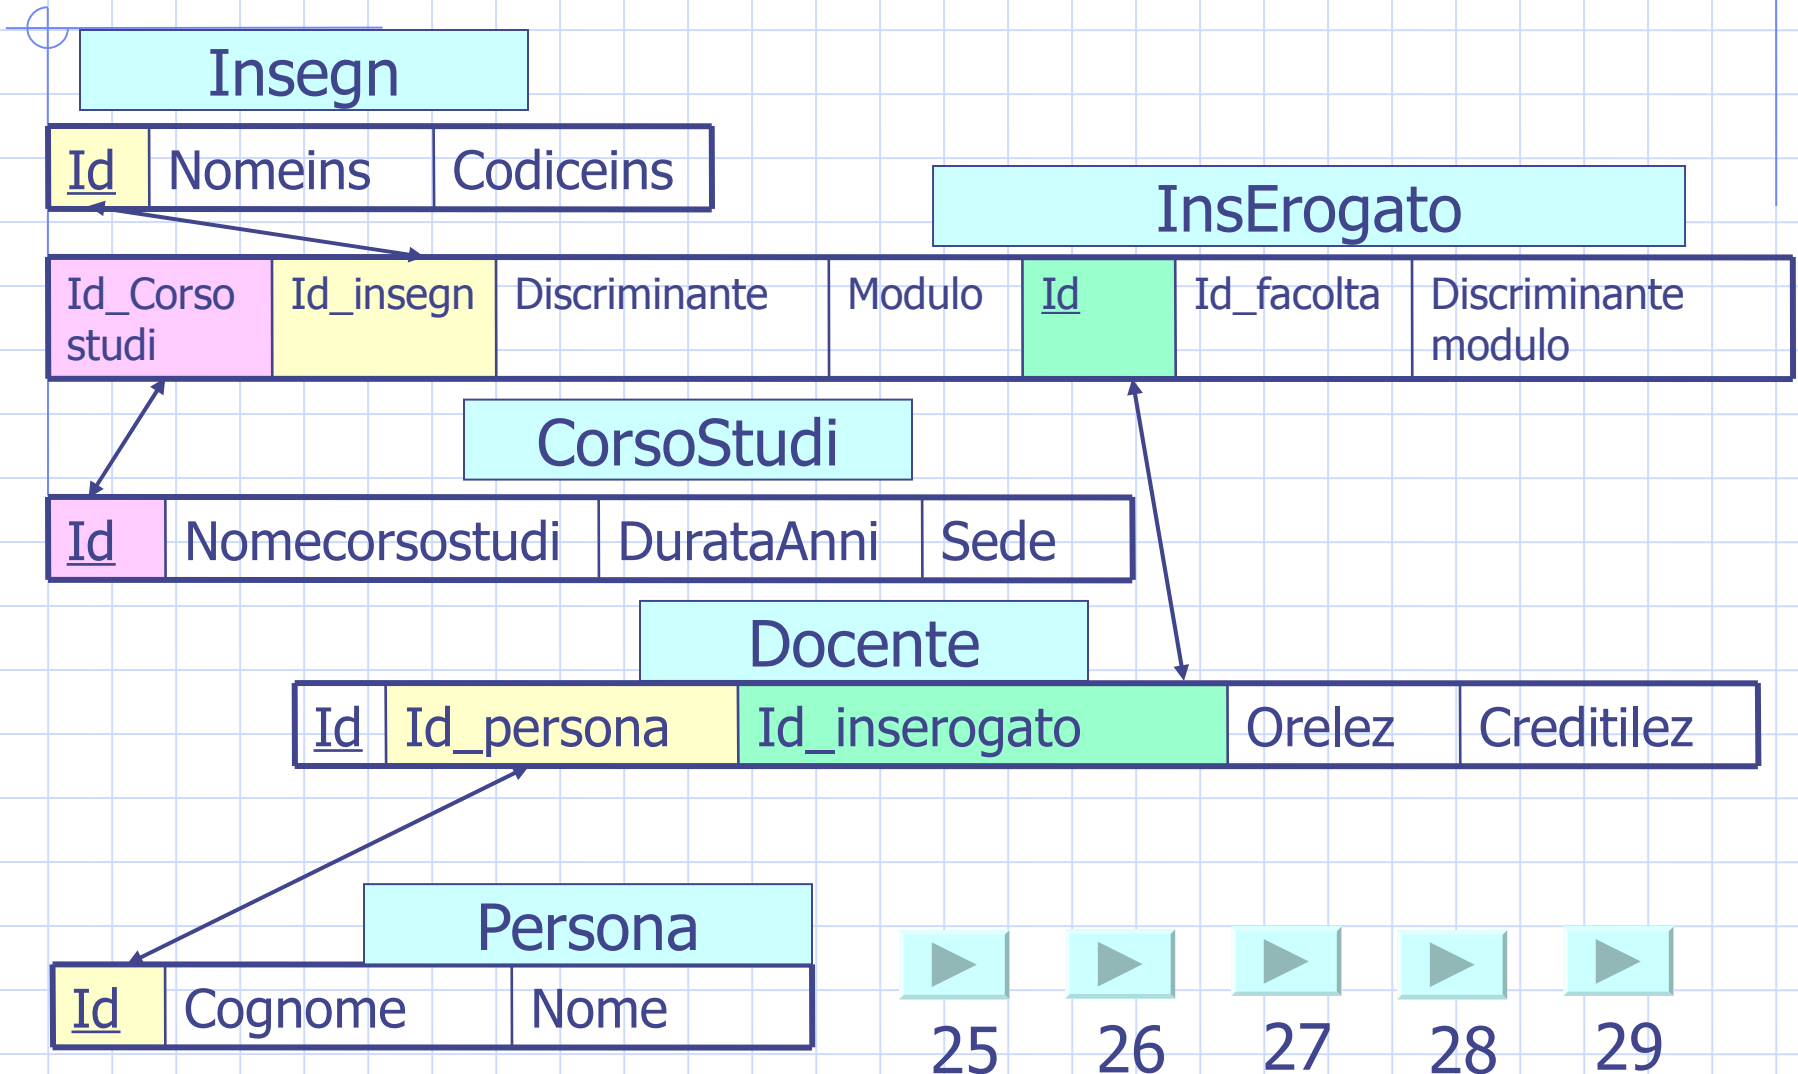 Insegn
Id Nomeins Codiceins
InsErogato
Id_Corso Id_insegn Discriminante Modulo Id Id_facolta Discriminante
studi modulo
CorsoStudi
Id Nomecorsostudi DurataAnni Sede
Docente
Id Id_persona Id_inserogato Orelez Creditilez
Persona
Id Cognome Nome
25 26 27 28 29